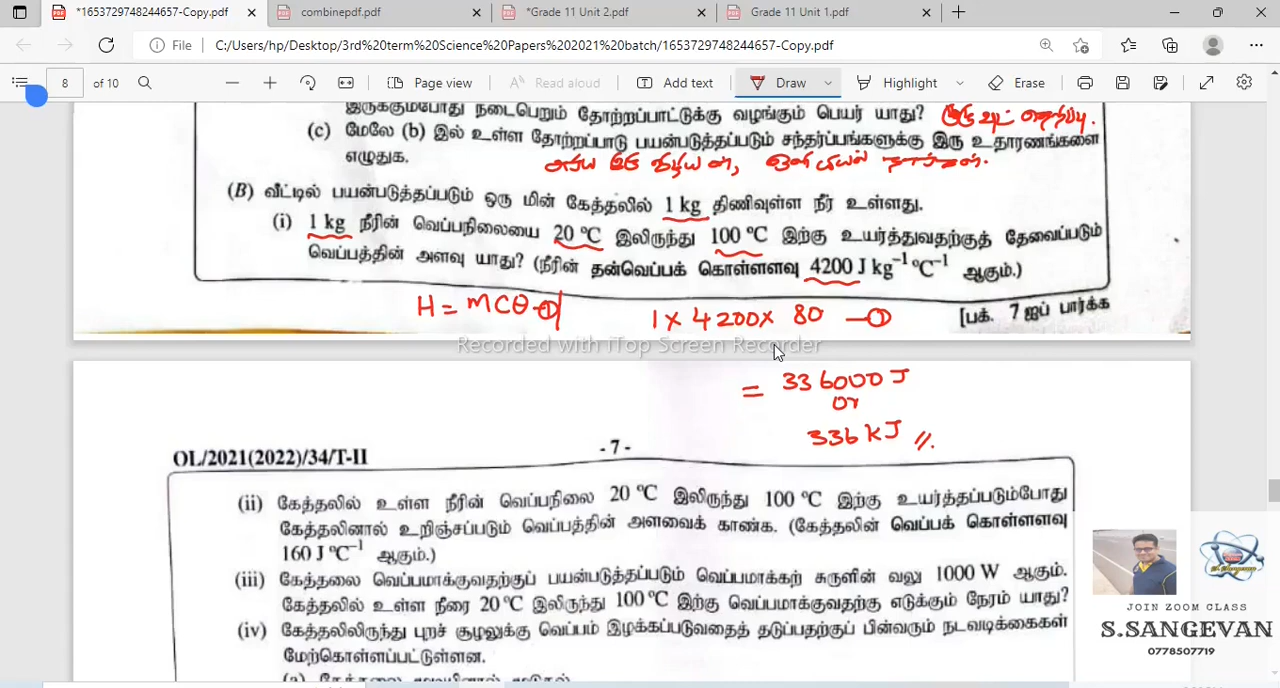 *1653729748244657-Copy.pdf
combinepdf.pdf
*Grade 11 Unit 2.pdf
Grade 11 Unit 1.pdf
File
C:/Users/hp/Desktop/3rd%20term%20Science%20Papers%202021%20batch/1653729748244657-Copy.pdf
8 of 10
Page view
Read aloud
Add text
Draw
Highlight
Erase
இருக்கும்போது நடைபெறும் தோற்றப்பாட்டுக்கு வழங்கும் பெயர் யாது?
(c) மேலே (b) இல் உள்ள தோற்றப்பாடு பயன்படுத்தப்படும் சந்தர்ப்பங்களுக்கு இரு உதாரணங்களை
எழுதுக.
(B) வீட்டில் பயன்படுத்தப்படும் ஒரு மின் கேத்தலில் 1 kg திணிவுள்ள நீர் உள்ளது.
(i) 1 kg நீரின் வெப்பநிலையை 20 °C இலிருந்து 100 °C இற்கு உயர்த்துவதற்குத் தேவைப்படும்
வெப்பத்தின் அளவு யாது? (நீரின் தன்வெப்பக் கொள்ளளவு 4200 J kg⁻¹ °C⁻¹ ஆகும்.)
H = mCθ-①
1 x 4200 x 80 —①
[பக். 7 ஐப் பார்க்க
Recorded with iTop Screen Recorder
= 336000 J
or
336 kJ //.
OL/2021(2022)/34/T-II
- 7 -
(ii) கேத்தலில் உள்ள நீரின் வெப்பநிலை 20 °C இலிருந்து 100 °C இற்கு உயர்த்தப்படும்போது
கேத்தலினால் உறிஞ்சப்படும் வெப்பத்தின் அளவைக் காண்க. (கேத்தலின் வெப்பக் கொள்ளளவு
160 J °C⁻¹ ஆகும்.)
(iii) கேத்தலை வெப்பமாக்குவதற்குப் பயன்படுத்தப்படும் வெப்பமாக்கற் சுருளின் வலு 1000 W ஆகும்.
கேத்தலில் உள்ள நீரை 20 °C இலிருந்து 100 °C இற்கு வெப்பமாக்குவதற்கு எடுக்கும் நேரம் யாது?
(iv) கேத்தலிலிருந்து புறச் சூழலுக்கு வெப்பம் இழக்கப்படுவதைத் தடுப்பதற்குப் பின்வரும் நடவடிக்கைகள்
மேற்கொள்ளப்பட்டுள்ளன.
JOIN ZOOM CLASS
S.SANGEVAN
0778507719